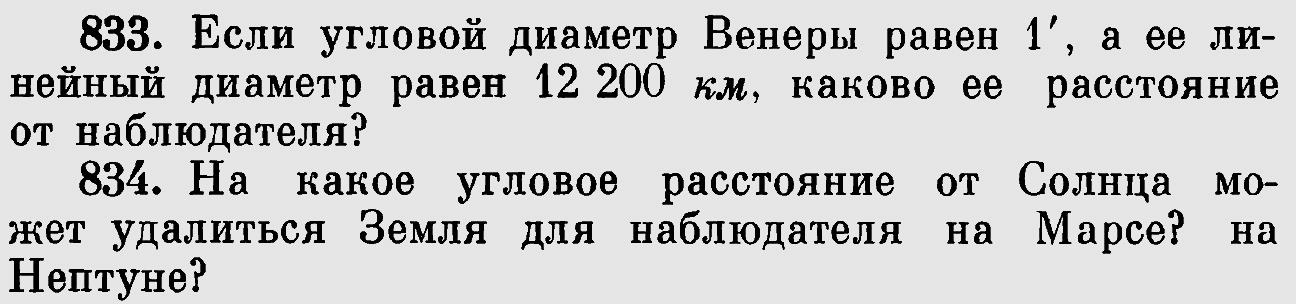 833. Если угловой диаметр Венеры равен 1′, а ее ли-
нейный диаметр равен 12 200 км, каково ее расстояние
от наблюдателя?
834. На какое угловое расстояние от Солнца мо-
жет удалиться Земля для наблюдателя на Марсе? на
Нептуне?